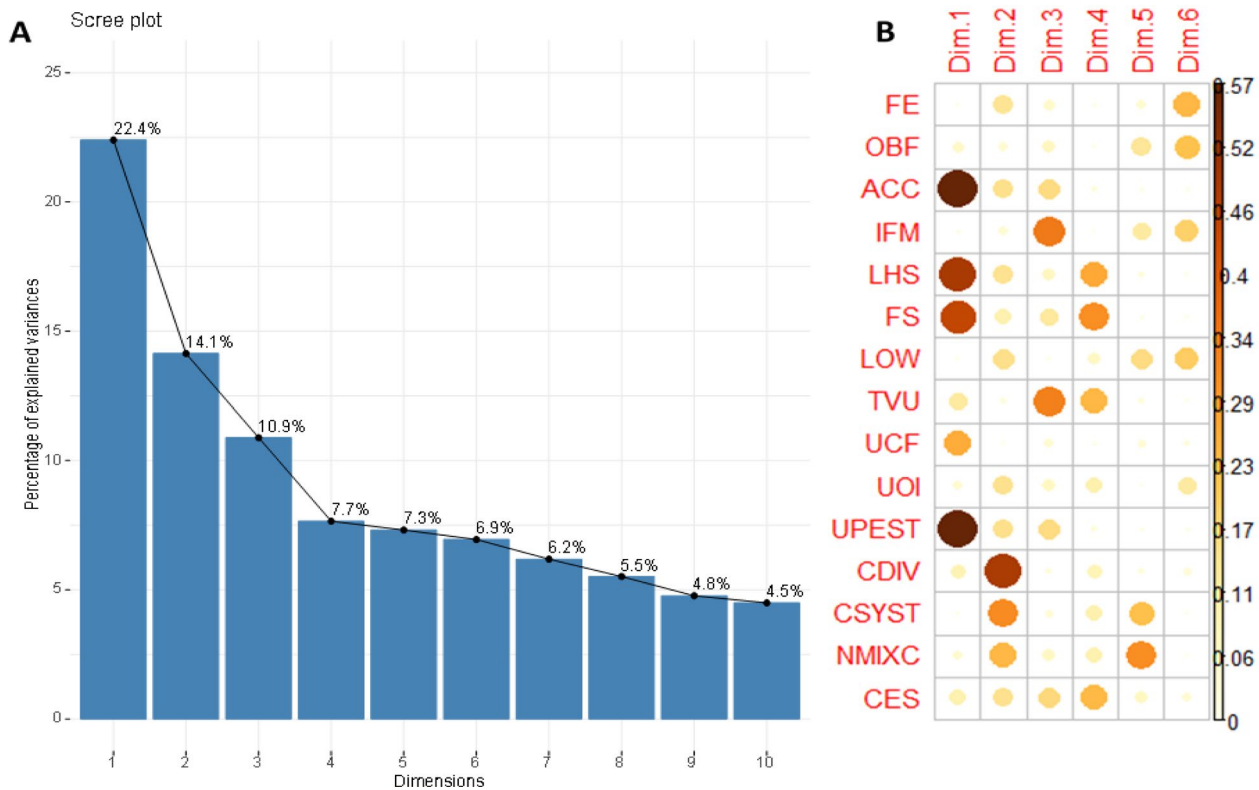 A
Scree plot
Percentage of explained variances
25
20
15
10
5
0
22.4%
14.1%
10.9%
7.7%
7.3%
6.9%
6.2%
5.5%
4.8%
4.5%
1 2 3 4 5 6 7 8 9 10
Dimensions
B
Dim.1 Dim.2 Dim.3 Dim.4 Dim.5 Dim.6
FE
OBF
ACC
IFM
LHS
FS
LOW
TVU
UCF
UOI
UPEST
CDIV
CSYST
NMIXC
CES
0.57
0.52
0.46
0.4
0.34
0.29
0.23
0.17
0.11
0.06
0